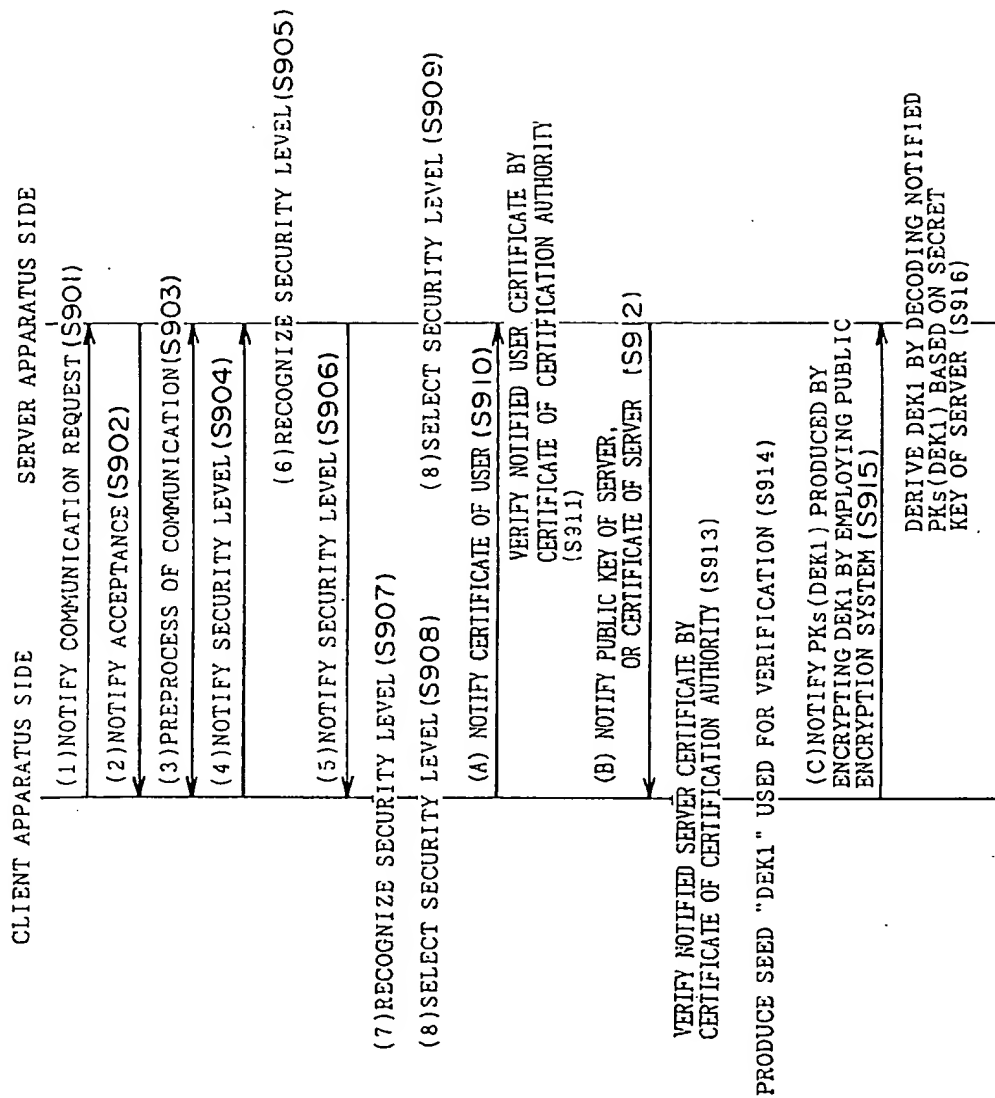 CLIENT APPARATUS SIDE
SERVER APPARATUS SIDE
(1)NOTIFY COMMUNICATION REQUEST(S901)
(2)NOTIFY ACCEPTANCE(S902)
(3)PREPROCESS OF COMMUNICATION(S903)
(4)NOTIFY SECURITY LEVEL(S904)
(6)RECOGNIZE SECURITY LEVEL(S905)
(5)NOTIFY SECURITY LEVEL(S906)
(7)RECOGNIZE SECURITY LEVEL(S907)
(8)SELECT SECURITY LEVEL(S908)
(8)SELECT SECURITY LEVEL(S909)
(A) NOTIFY CERTIFICATE OF USER(S910)
VERIFY NOTIFIED USER CERTIFICATE BY
CERTIFICATE OF CERTIFICATION AUTHORITY
(S911)
(B) NOTIFY PUBLIC KEY OF SERVER,
OR CERTIFICATE OF SERVER (S912)
VERIFY NOTIFIED SERVER CERTIFICATE BY
CERTIFICATE OF CERTIFICATION AUTHORITY(S913)
PRODUCE SEED "DEK1" USED FOR VERIFICATION(S914)
(C)NOTIFY PKs(DEK1)PRODUCED BY
ENCRYPTING DEK1 BY EMPLOYING PUBLIC
ENCRYPTION SYSTEM(S915)
DERIVE DEK1 BY DECODING NOTIFIED
PKs(DEK1) BASED ON SECRET
KEY OF SERVER (S916)